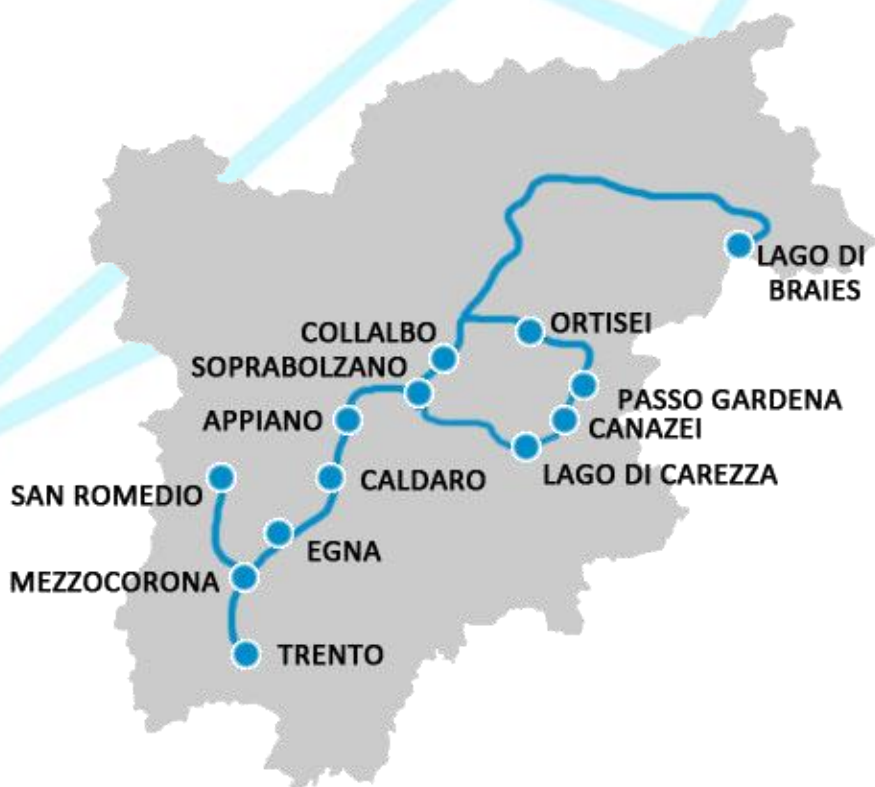 LAGO DI
BRAIES
ORTISEI
COLLALBO
SOPRABOLZANO
PASSO GARDENA
APPIANO
CANAZEI
LAGO DI CAREZZA
CALDARO
SAN ROMEDIO
EGNA
MEZZOCORONA
TRENTO